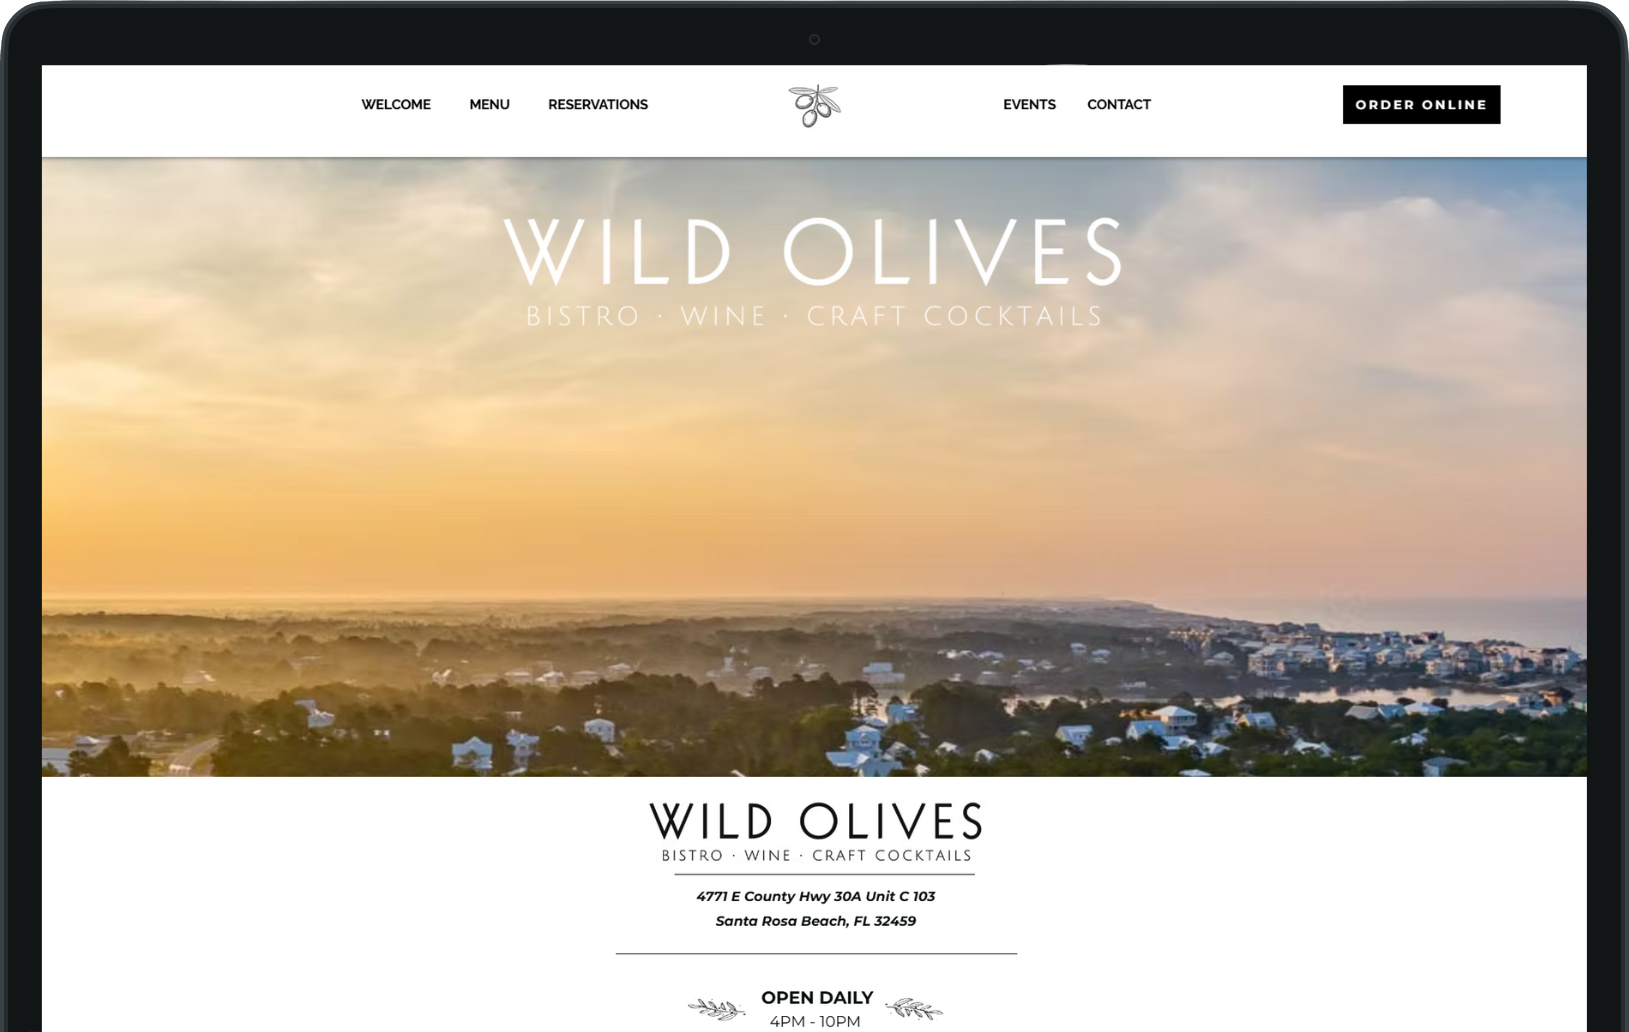 WELCOME MENU RESERVATIONS EVENTS CONTACT ORDER ONLINE
WILD OLIVES
BISTRO · WINE · CRAFT COCKTAILS
WILD OLIVES
BISTRO · WINE · CRAFT COCKTAILS
4771 E County Hwy 30A Unit C 103
Santa Rosa Beach, FL 32459
OPEN DAILY
4PM - 10PM